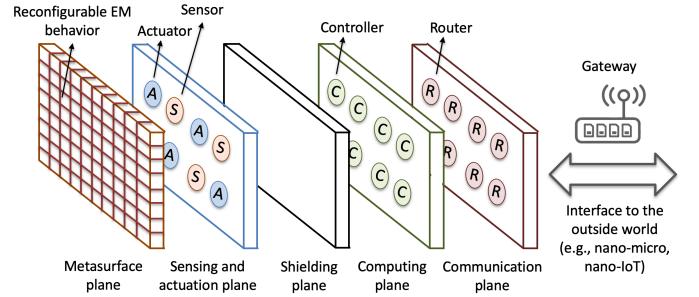 Reconfigurable EM
behavior
Sensor
Actuator
Controller
Router
Gateway
A
S
A
S
A
S
A
C
C
C
C
C
C
C
R
R
R
R
R
R
R
Interface to the
outside world
(e.g., nano-micro,
nano-IoT)
Metasurface
plane
Sensing and
actuation plane
Shielding
plane
Computing
plane
Communication
plane